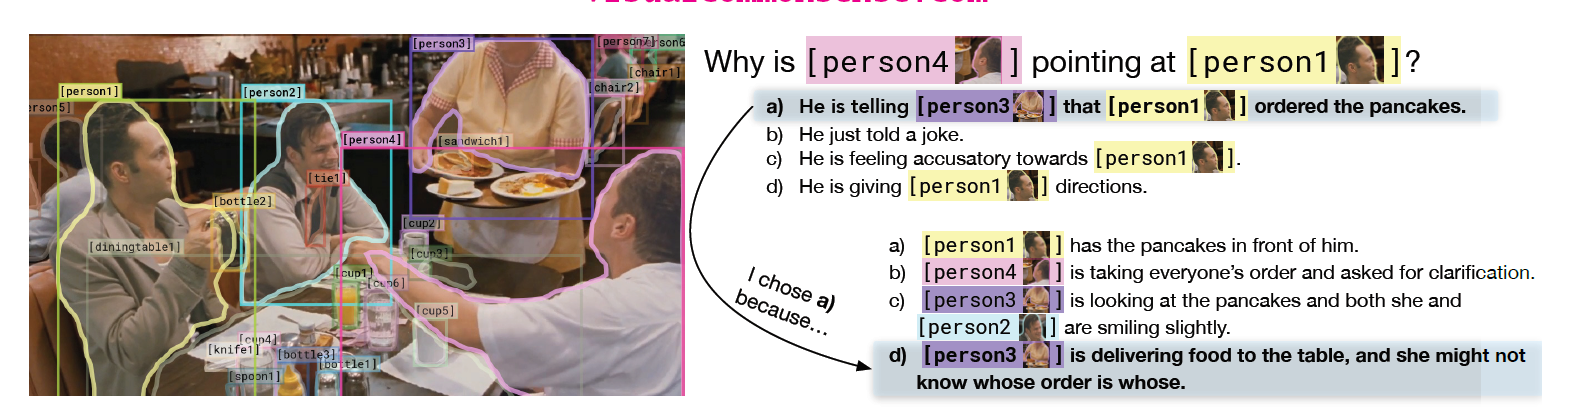 [person3]
[person7]
[person1]
[person2]
[chair1]
[chair2]
[person4]
[sandwich1]
[tie1]
[bottle2]
[cup2]
[diningtable1]
[cup3]
[cup1]
[cup6]
[cup5]
[cup4]
[knife1]
[bottle3]
[bottle1]
[spoon1]
Why is [person4 ] pointing at [person1 ]?
a) He is telling [person3 ] that [person1 ] ordered the pancakes.
b) He just told a joke.
c) He is feeling accusatory towards [person1 ].
d) He is giving [person1 ] directions.
I chose a)
because...
a) [person1 ] has the pancakes in front of him.
b) [person4 ] is taking everyone's order and asked for clarification.
c) [person3 ] is looking at the pancakes and both she and
[person2 ] are smiling slightly.
d) [person3 ] is delivering food to the table, and she might not
know whose order is whose.